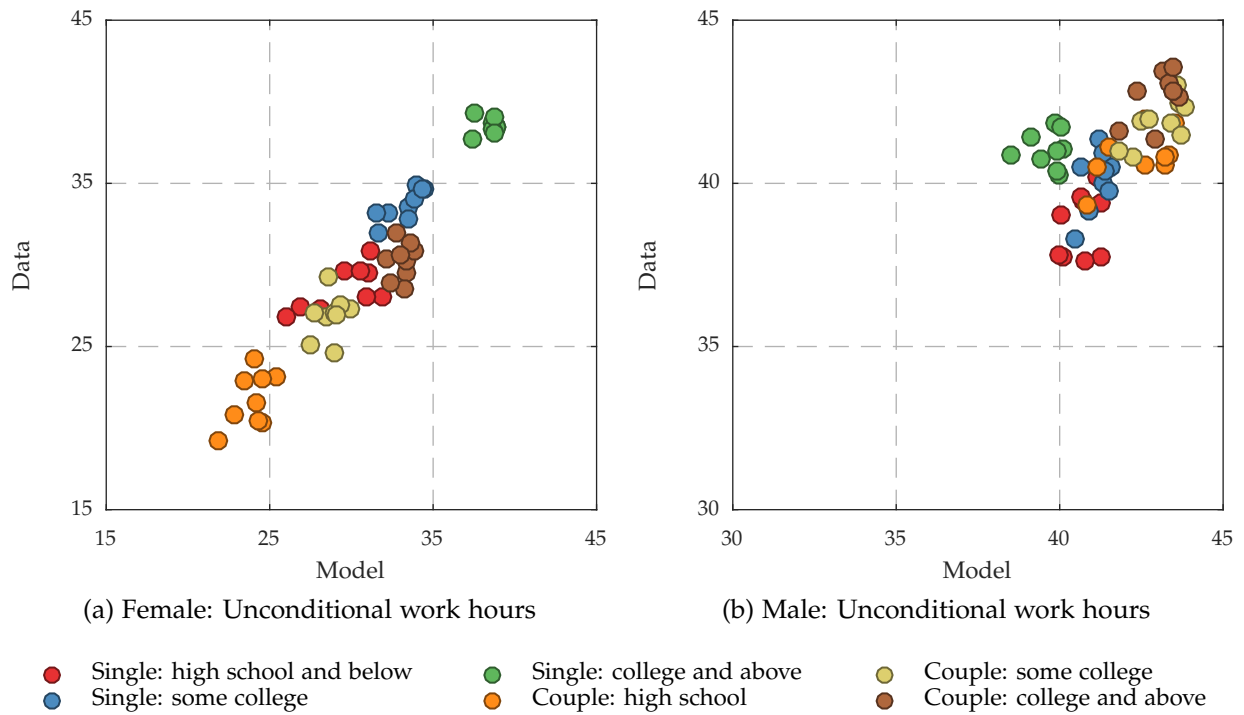 45
35
25
15
Data
15
25
35
45
Model
(a) Female: Unconditional work hours
45
40
35
30
Data
30
35
40
45
Model
(b) Male: Unconditional work hours
Single: high school and below
Single: college and above
Couple: some college
Single: some college
Couple: high school
Couple: college and above